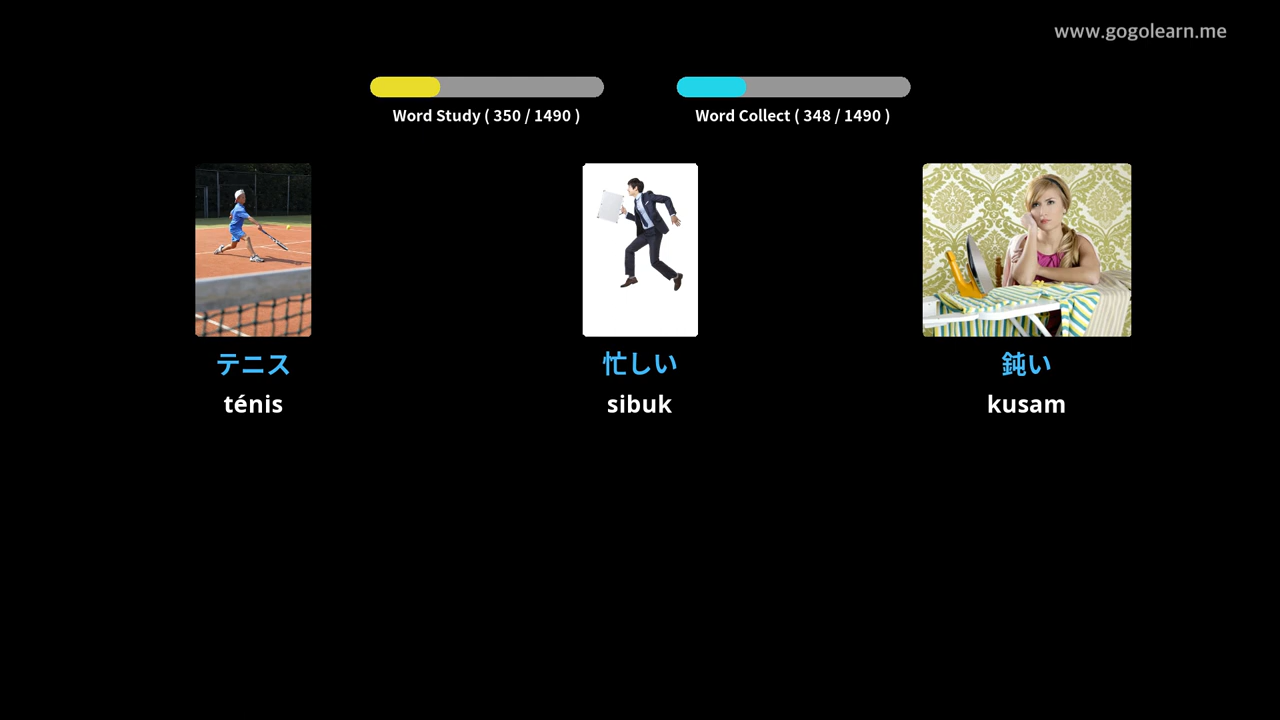 www.gogolearn.me
Word Study ( 350 / 1490 )
Word Collect ( 348 / 1490 )
テニス
忙しい
鈍い
ténis
sibuk
kusam